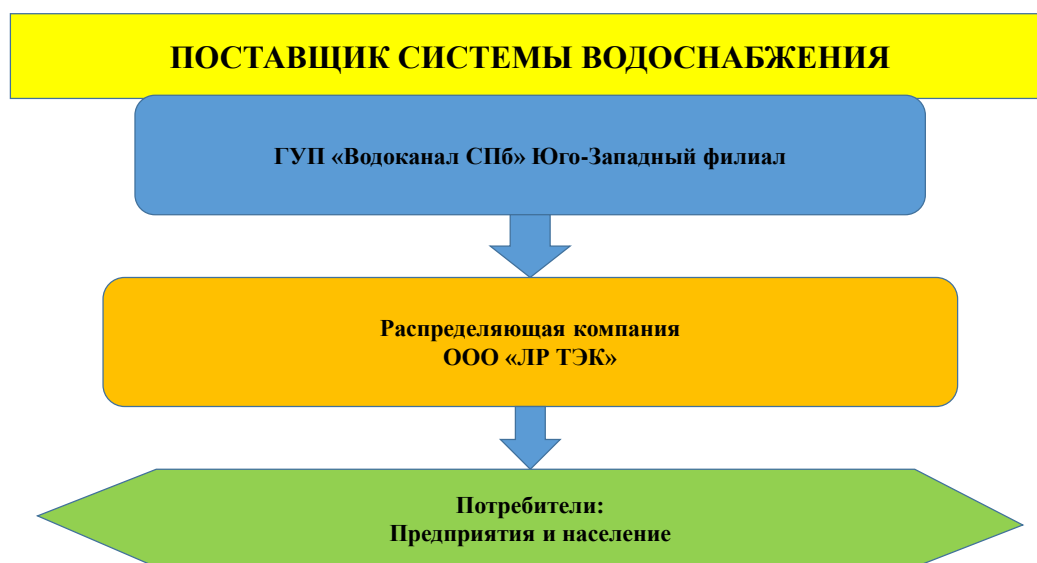 ПОСТАВЩИК СИСТЕМЫ ВОДОСНАБЖЕНИЯ
ГУП «Водоканал СПб» Юго-Западный филиал
Распределяющая компания
ООО «ЛР ТЭК»
Потребители:
Предприятия и население